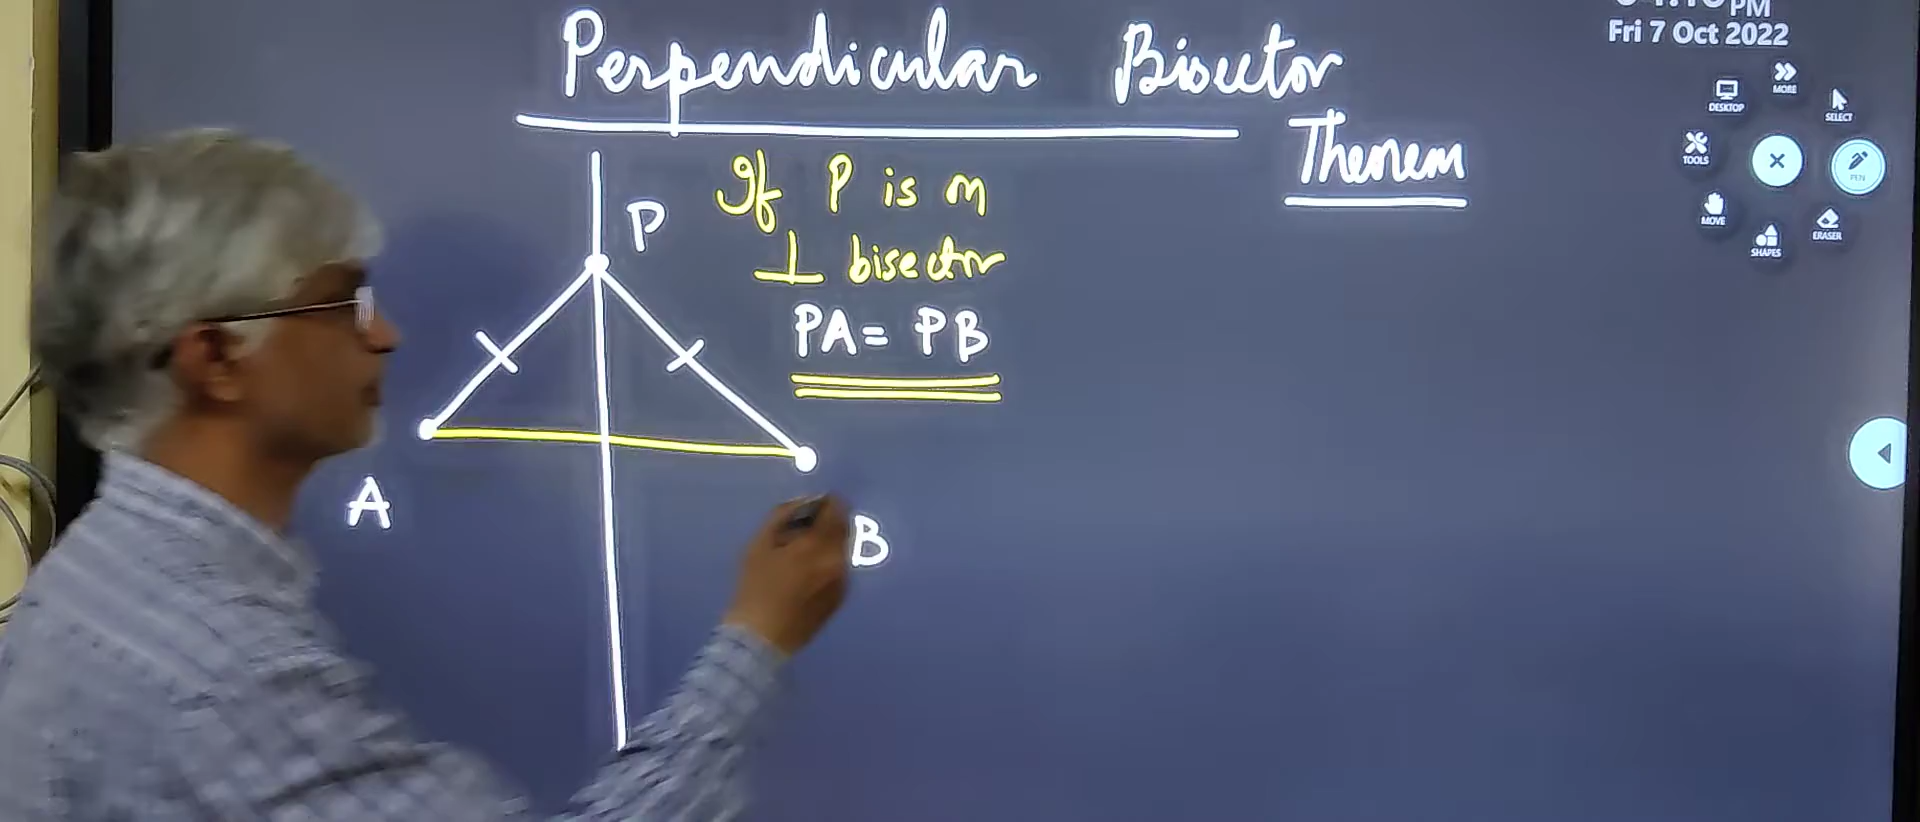 PM
Fri 7 Oct 2022
Perpendicular Bisector
Theorem
MORE
DESKTOP
SELECT
TOOLS
PEN
MOVE
ERASER
SHAPES
If P is on
⊥ bisector
PA = PB
P
A
B